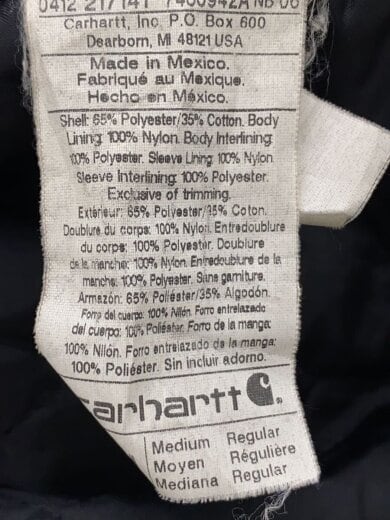 0412 217141 7400942A NB 06
Carhartt, Inc. P.O. Box 600
Dearborn, MI 48121 USA
Made in Mexico.
Fabriqué au Mexique.
Hecho en México.
Shell: 65% Polyester/35% Cotton. Body
Lining: 100% Nylon. Body Interlining:
100% Polyester. Sleeve Lining: 100% Nylon.
Sleeve Interlining: 100% Polyester.
Exclusive of trimming.
Extérieur: 65% Polyester/35% Coton.
Doublure du corps: 100% Nylon. Entredoublure
du corps: 100% Polyester. Doublure
de la manche: 100% Nylon. Entredoublure de la
manche: 100% Polyester. Sans garniture.
Armazón: 65% Poliéster/35% Algodón.
Forro del cuerpo: 100% Nilón. Forro entrelazado
del cuerpo: 100% Poliéster. Forro de la manga:
100% Nilón. Forro entrelazado de la manga:
100% Poliéster. Sin incluir adorno.
carhartt
Medium Regular
Moyen Régulière
Mediana Regular